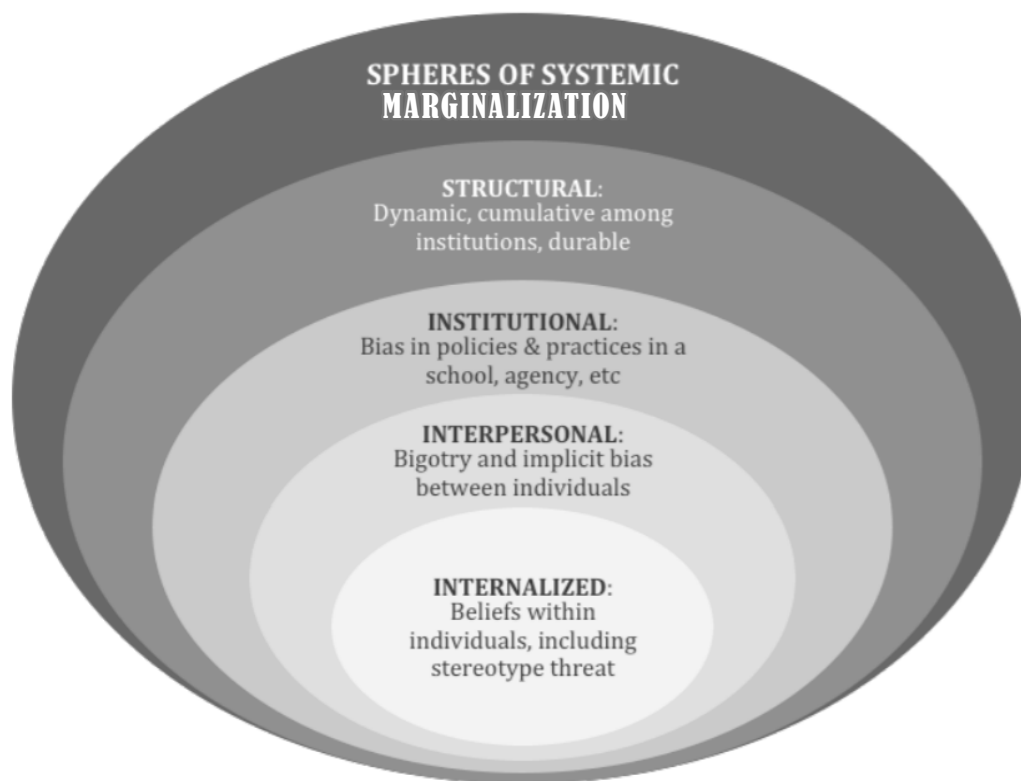 SPHERES OF SYSTEMIC
MARGINALIZATION
STRUCTURAL:
Dynamic, cumulative among
institutions, durable
INSTITUTIONAL:
Bias in policies & practices in a
school, agency, etc
INTERPERSONAL:
Bigotry and implicit bias
between individuals
INTERNALIZED:
Beliefs within
individuals, including
stereotype threat